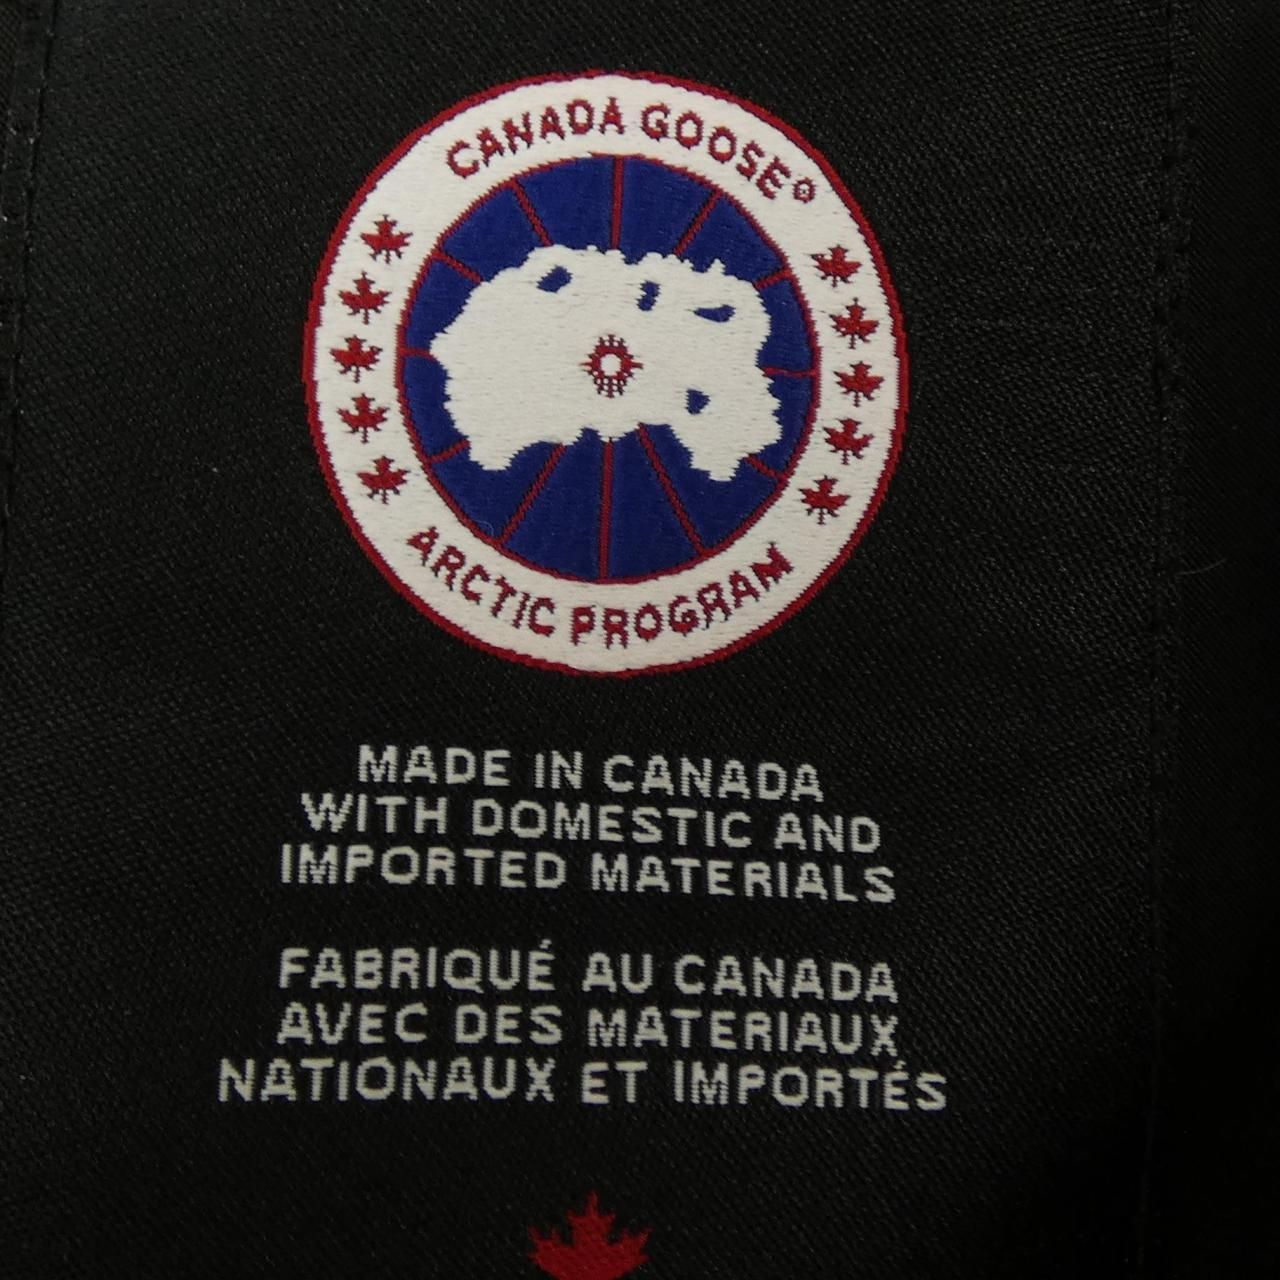 CANADA GOOSE®
ARCTIC PROGRAM
MADE IN CANADA
WITH DOMESTIC AND
IMPORTED MATERIALS
FABRIQUÉ AU CANADA
AVEC DES MATERIAUX
NATIONAUX ET IMPORTÉS